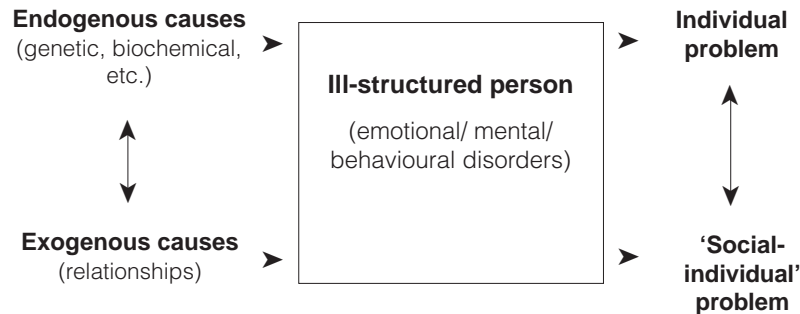 Endogenous causes
(genetic, biochemical,
etc.)
Ill-structured person
(emotional/ mental/
behavioural disorders)
Individual
problem
Exogenous causes
(relationships)
‘Social-
individual’
problem